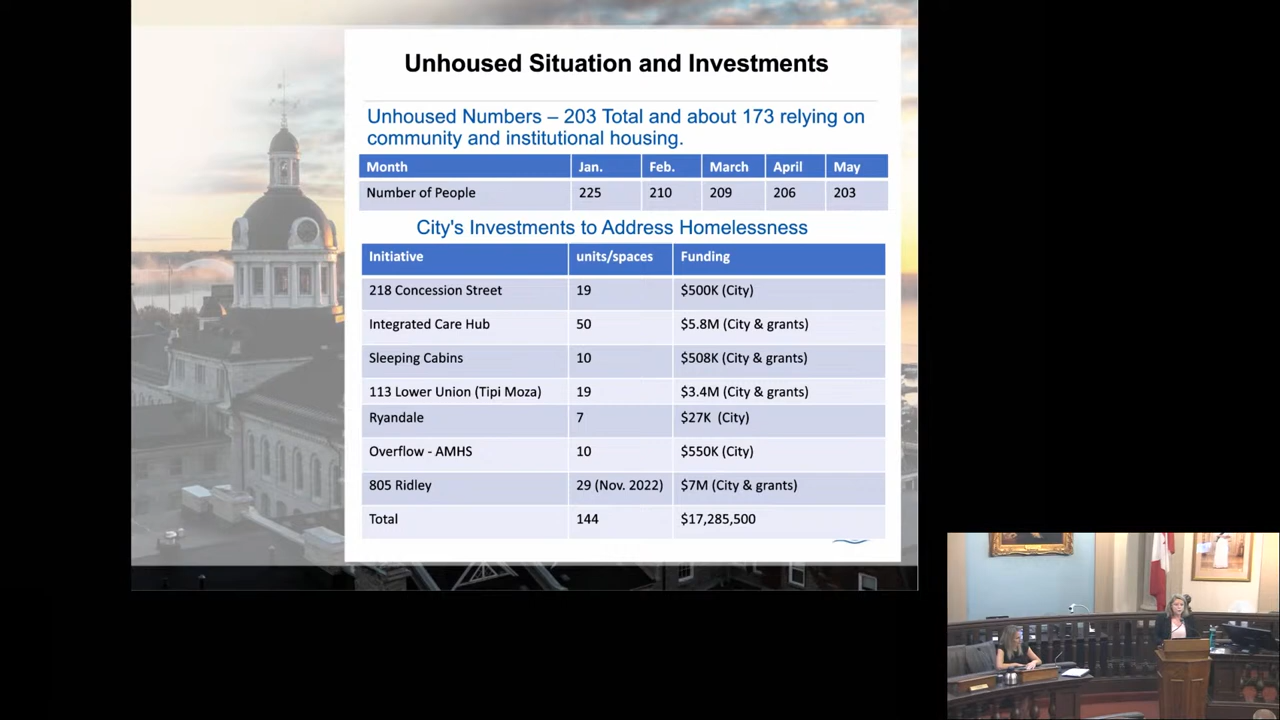 Unhoused Situation and Investments
Unhoused Numbers – 203 Total and about 173 relying on
community and institutional housing.
Month Jan. Feb. March April May
Number of People 225 210 209 206 203
City's Investments to Address Homelessness
Initiative units/spaces Funding
218 Concession Street 19 $500K (City)
Integrated Care Hub 50 $5.8M (City & grants)
Sleeping Cabins 10 $508K (City & grants)
113 Lower Union (Tipi Moza) 19 $3.4M (City & grants)
Ryandale 7 $27K (City)
Overflow - AMHS 10 $550K (City)
805 Ridley 29 (Nov. 2022) $7M (City & grants)
Total 144 $17,285,500